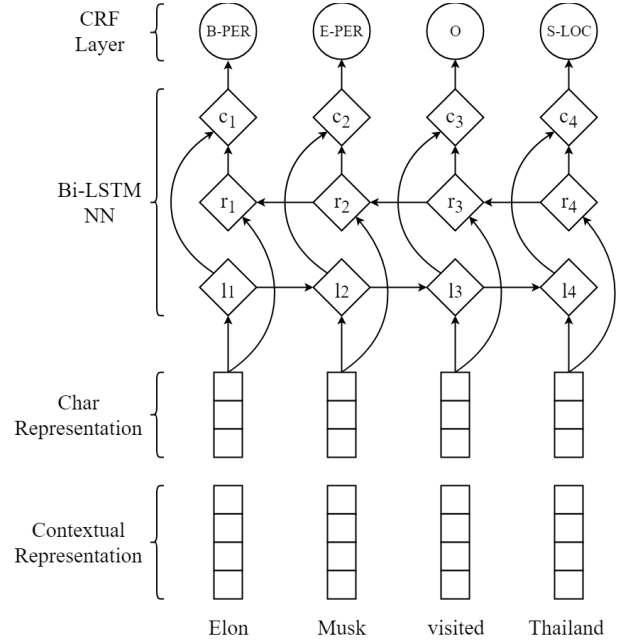 CRF
Layer
B-PER E-PER O S-LOC
Bi-LSTM
NN
c1 c2 c3 c4
r1 r2 r3 r4
l1 l2 l3 l4
Char
Representation
Contextual
Representation
Elon Musk visited Thailand